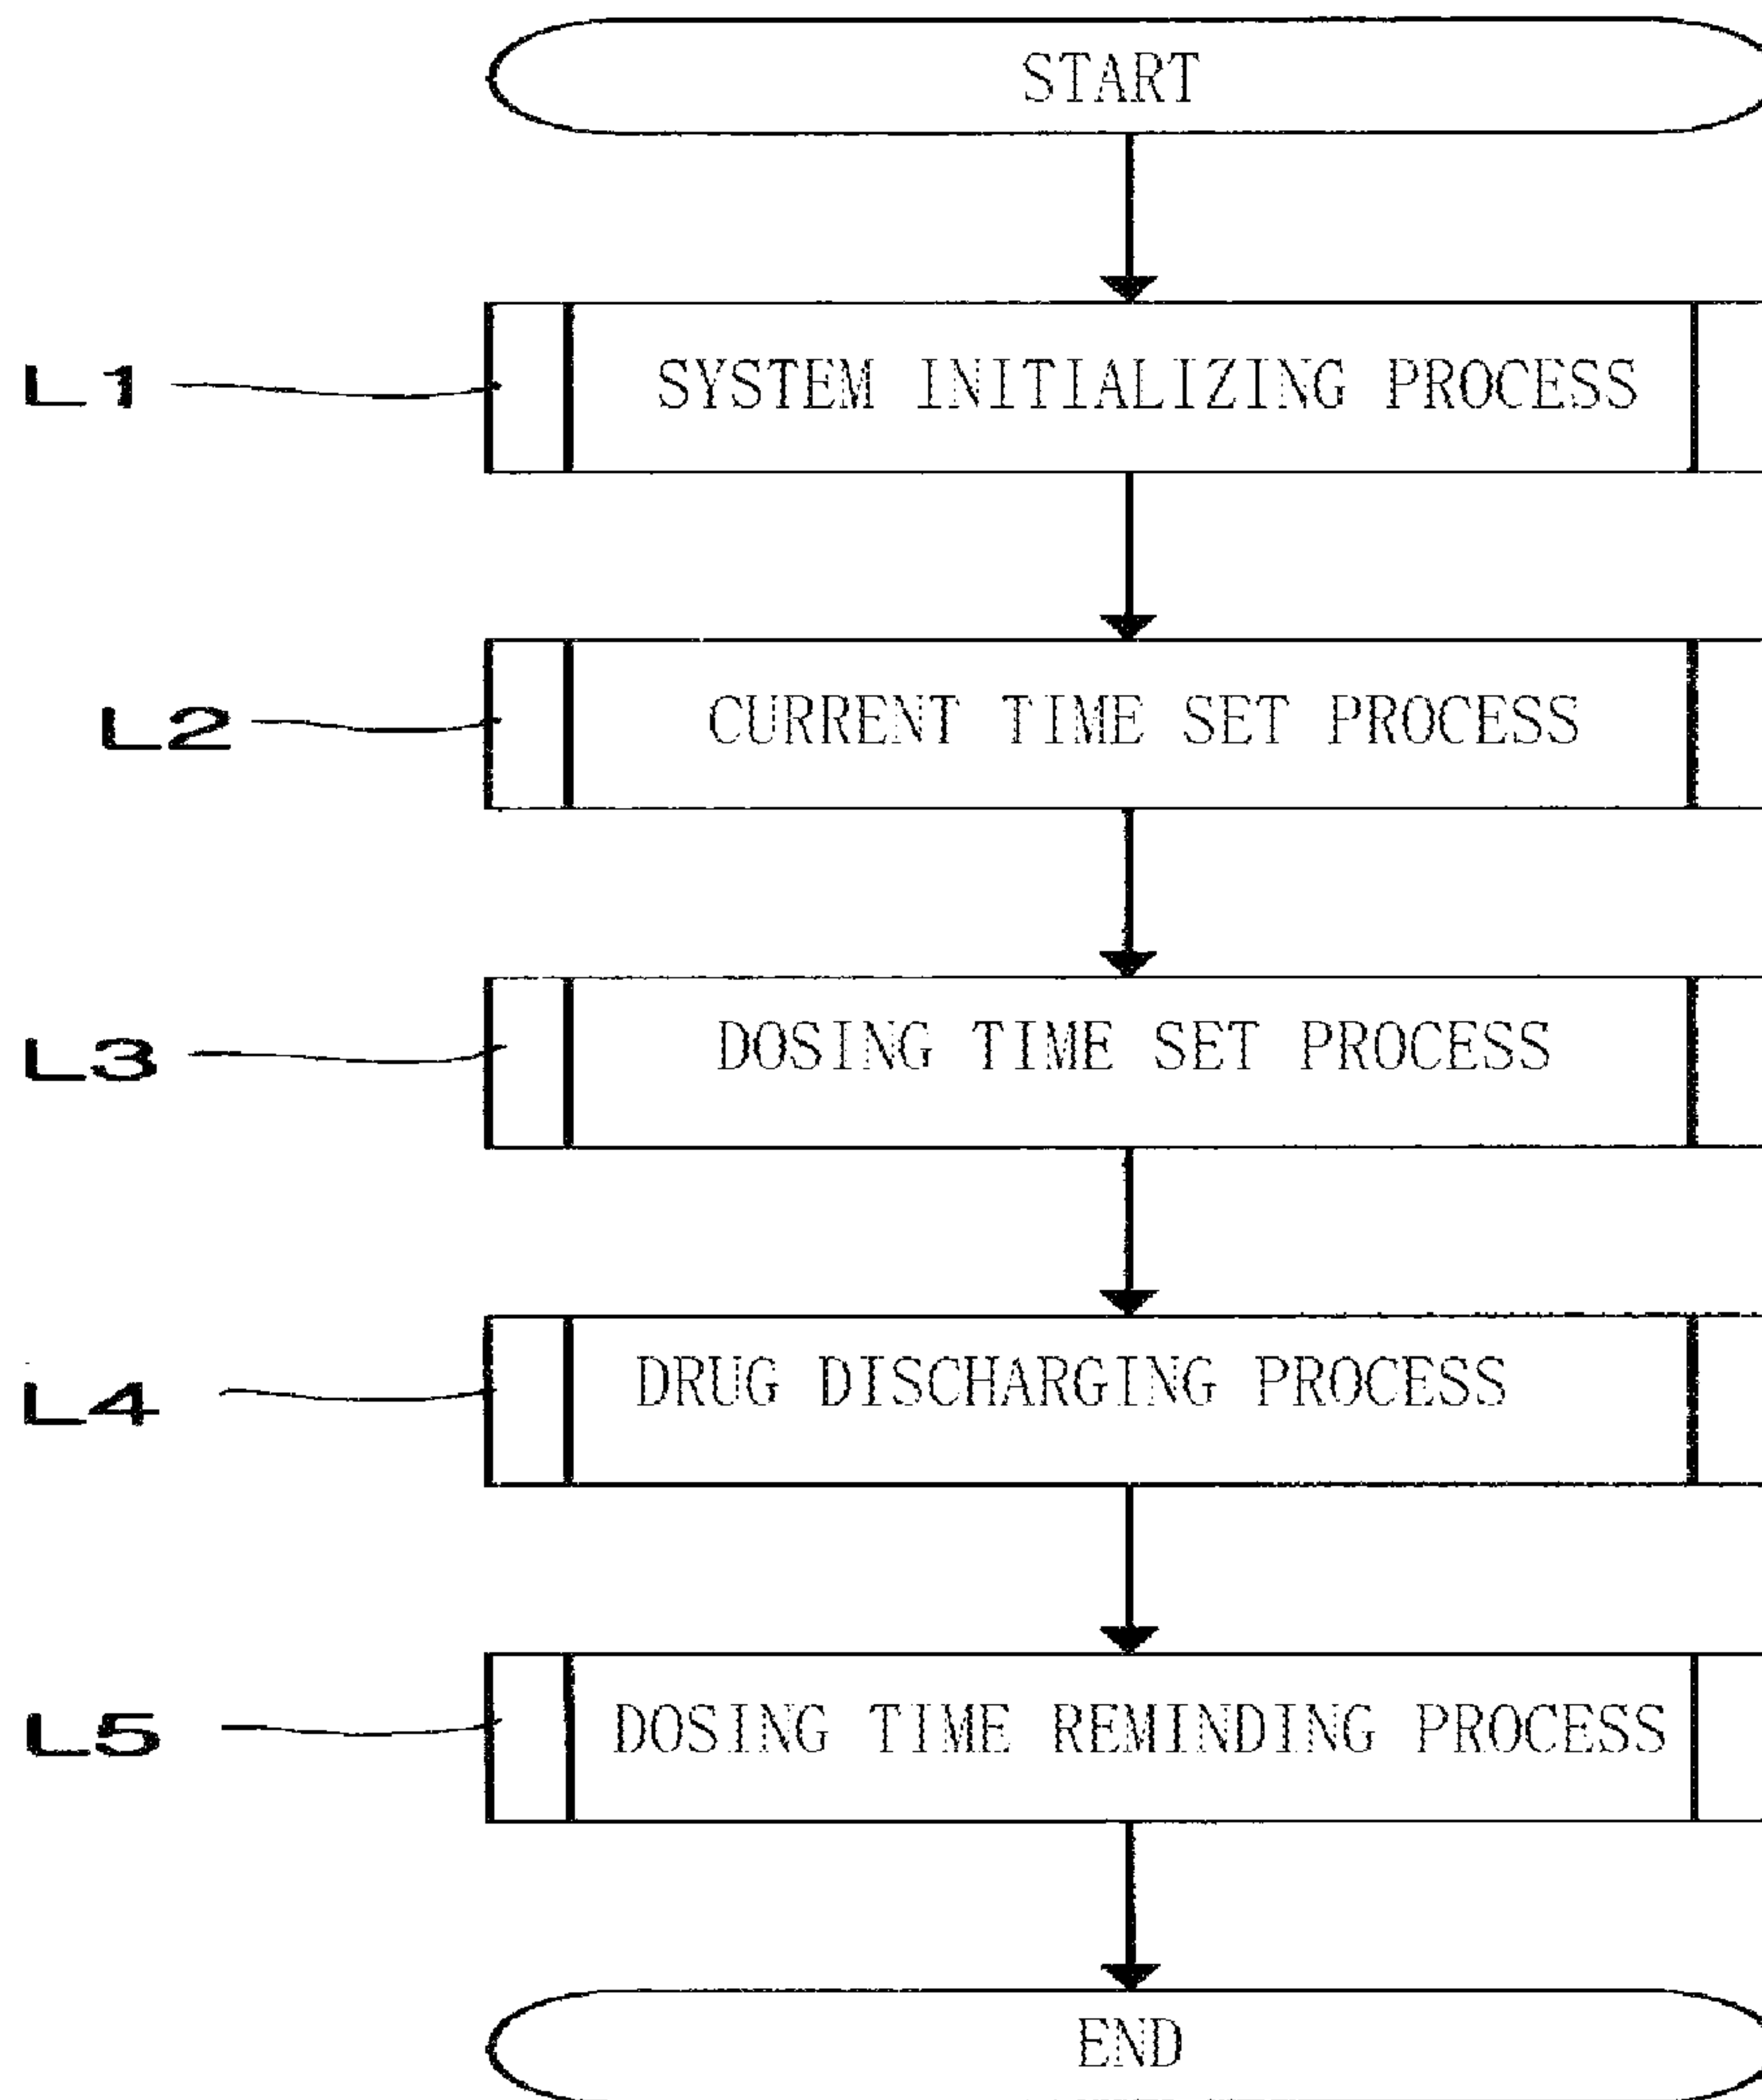 START
L1 SYSTEM INITIALIZING PROCESS
L2 CURRENT TIME SET PROCESS
L3 DOSING TIME SET PROCESS
L4 DRUG DISCHARGING PROCESS
L5 DOSING TIME REMINDING PROCESS
END